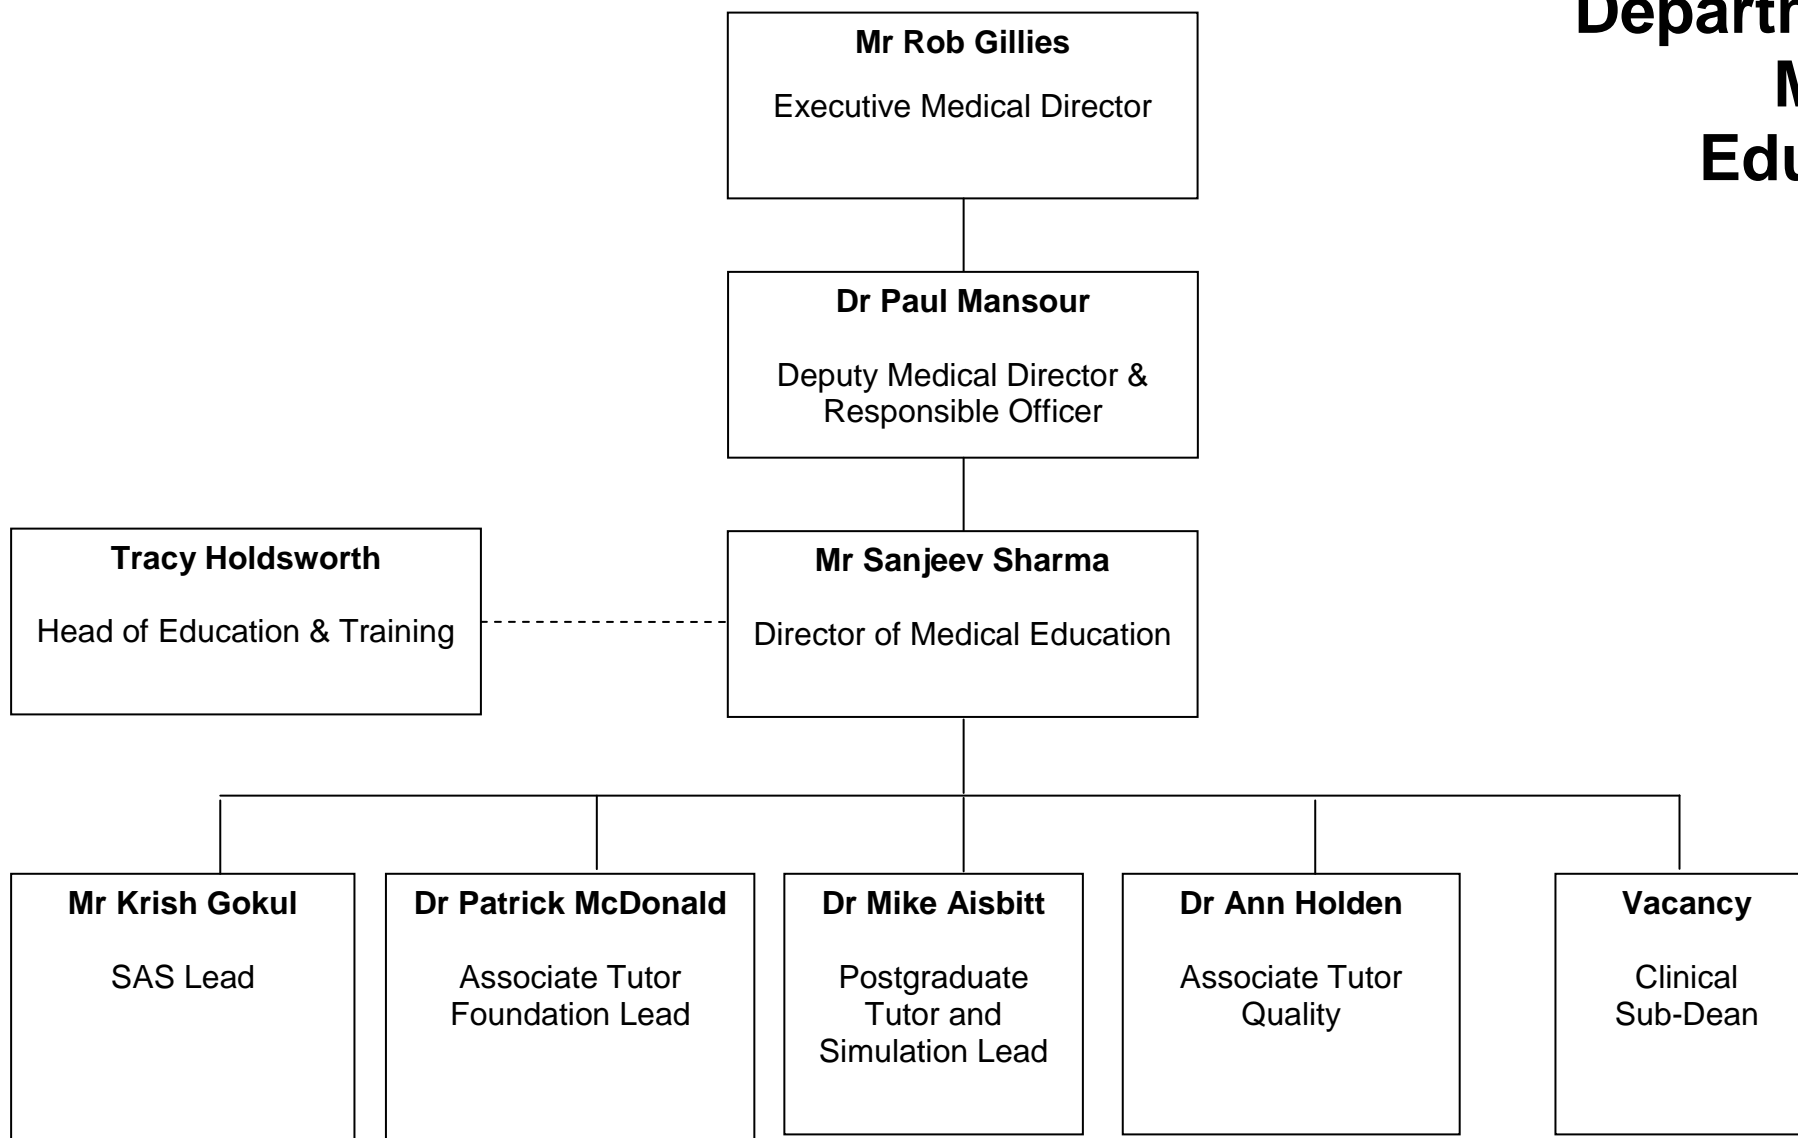 Mr Rob Gillies
Executive Medical Director
Dr Paul Mansour
Deputy Medical Director &
Responsible Officer
Tracy Holdsworth
Head of Education & Training
Mr Sanjeev Sharma
Director of Medical Education
Mr Krish Gokul
SAS Lead
Dr Patrick McDonald
Associate Tutor
Foundation Lead
Dr Mike Aisbitt
Postgraduate
Tutor and
Simulation Lead
Dr Ann Holden
Associate Tutor
Quality
Vacancy
Clinical
Sub-Dean